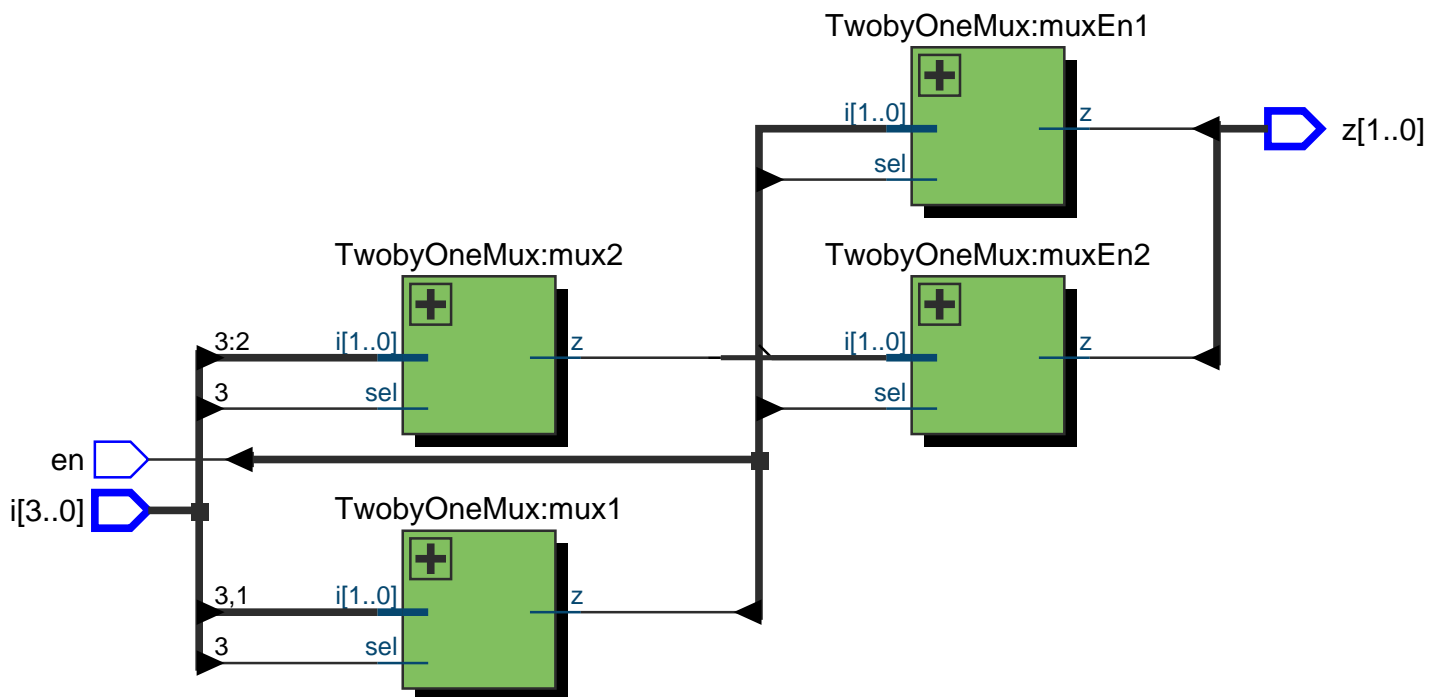 TwobyOneMux:muxEn1
i[1..0]
z
sel
z[1..0]
TwobyOneMux:mux2
TwobyOneMux:muxEn2
3:2
i[1..0]
z
i[1..0]
z
3
sel
sel
en
i[3..0]
TwobyOneMux:mux1
3,1
i[1..0]
z
3
sel